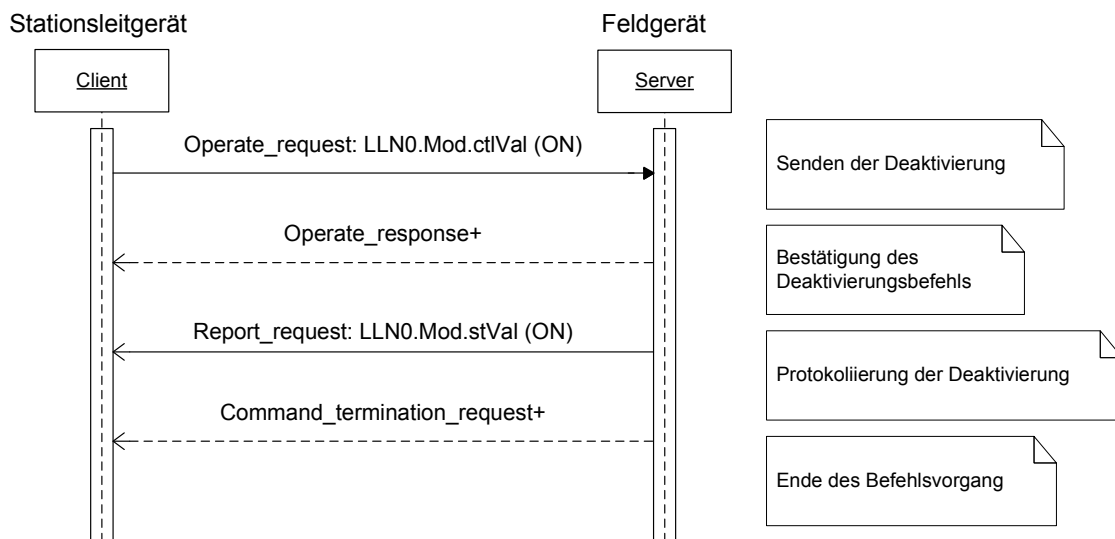 Stationsleitgerät
Feldgerät
Client
Server
Operate_request: LLN0.Mod.ctlVal (ON)
Senden der Deaktivierung
Operate_response+
Bestätigung des
Deaktivierungsbefehls
Report_request: LLN0.Mod.stVal (ON)
Protokoliierung der Deaktivierung
Command_termination_request+
Ende des Befehlsvorgang